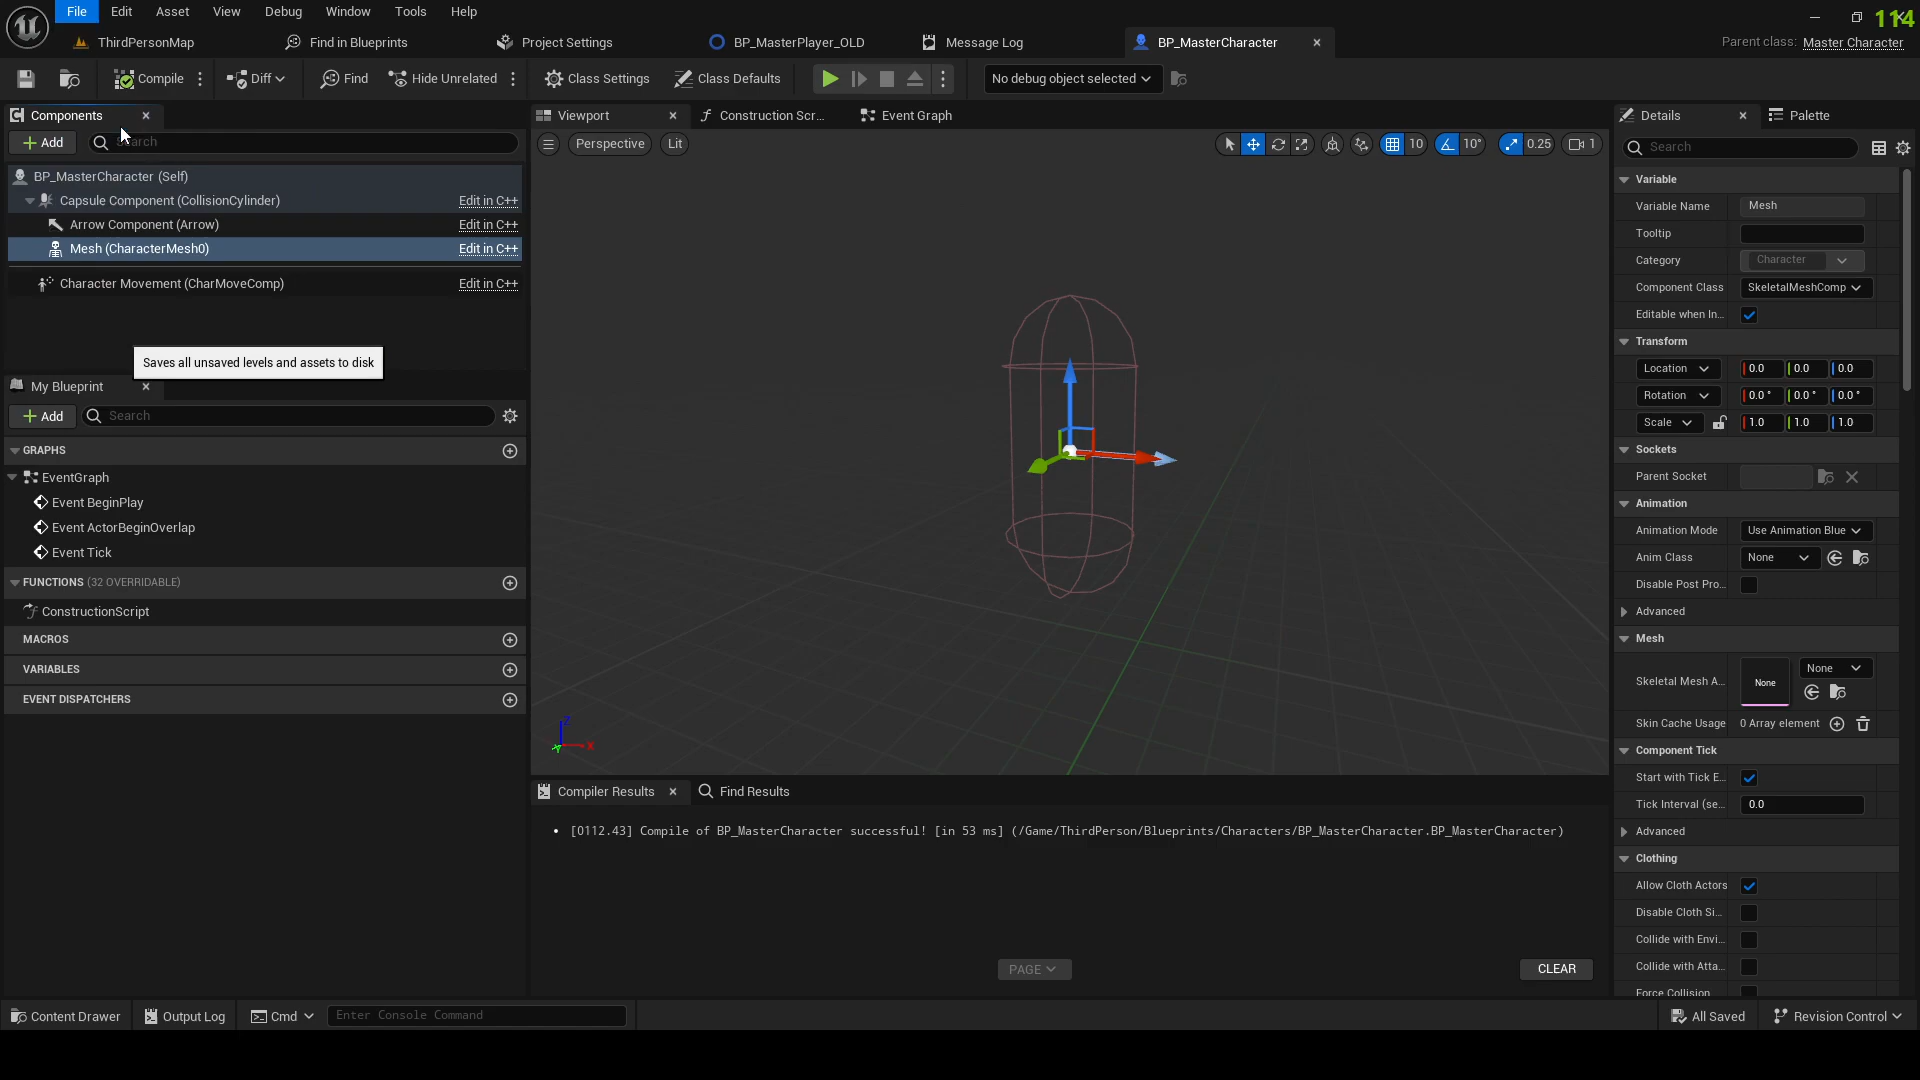 File Edit Asset View Debug Window Tools Help
114
ThirdPersonMap Find in Blueprints Project Settings BP_MasterPlayer_OLD Message Log BP_MasterCharacter
Parent class: Master Character
Compile Diff Find Hide Unrelated Class Settings Class Defaults No debug object selected
Components
Add Search
BP_MasterCharacter (Self)
Capsule Component (CollisionCylinder) Edit in C++
Arrow Component (Arrow) Edit in C++
Mesh (CharacterMesh0) Edit in C++
Character Movement (CharMoveComp) Edit in C++
Saves all unsaved levels and assets to disk
My Blueprint
Add Search
GRAPHS
EventGraph
Event BeginPlay
Event ActorBeginOverlap
Event Tick
FUNCTIONS (32 OVERRIDABLE)
ConstructionScript
MACROS
VARIABLES
EVENT DISPATCHERS
Viewport Construction Scr... Event Graph
Perspective Lit 10 10° 0.25 1
Z
X
Compiler Results Find Results
• [0112.43] Compile of BP_MasterCharacter successful! [in 53 ms] (/Game/ThirdPerson/Blueprints/Characters/BP_MasterCharacter.BP_MasterCharacter)
PAGE CLEAR
Details Palette
Search
Variable
Variable Name Mesh
Tooltip
Category Character
Component Class SkeletalMeshComp
Editable when In...
Transform
Location 0.0 0.0 0.0
Rotation 0.0 ° 0.0 ° 0.0 °
Scale 1.0 1.0 1.0
Sockets
Parent Socket
Animation
Animation Mode Use Animation Blue
Anim Class None
Disable Post Pro...
Advanced
Mesh
Skeletal Mesh A... None None
Skin Cache Usage 0 Array element
Component Tick
Start with Tick E...
Tick Interval (se... 0.0
Advanced
Clothing
Allow Cloth Actors
Disable Cloth Si...
Collide with Envi...
Collide with Atta...
Force Collision
Content Drawer Output Log Cmd Enter Console Command All Saved Revision Control